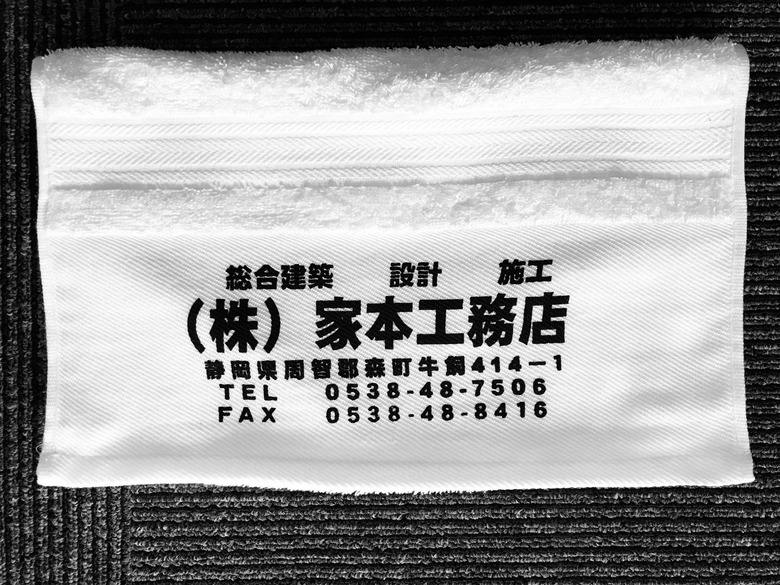 総合建築　設計　施工
（株）家本工務店
静岡県周智郡森町牛飼414－1
TEL 0538-48-7506
FAX 0538-48-8416